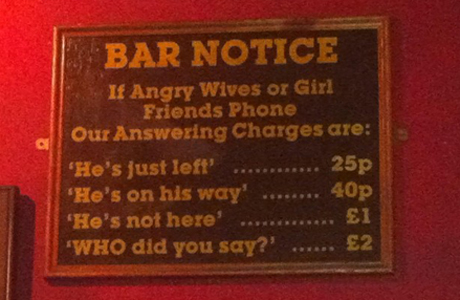 BAR NOTICE
If Angry Wives or Girl
Friends Phone
Our Answering Charges are:
'He's just left' ............ 25p
'He's on his way' .......... 40p
'He's not here' ............. £1
'WHO did you say?' ...... £2